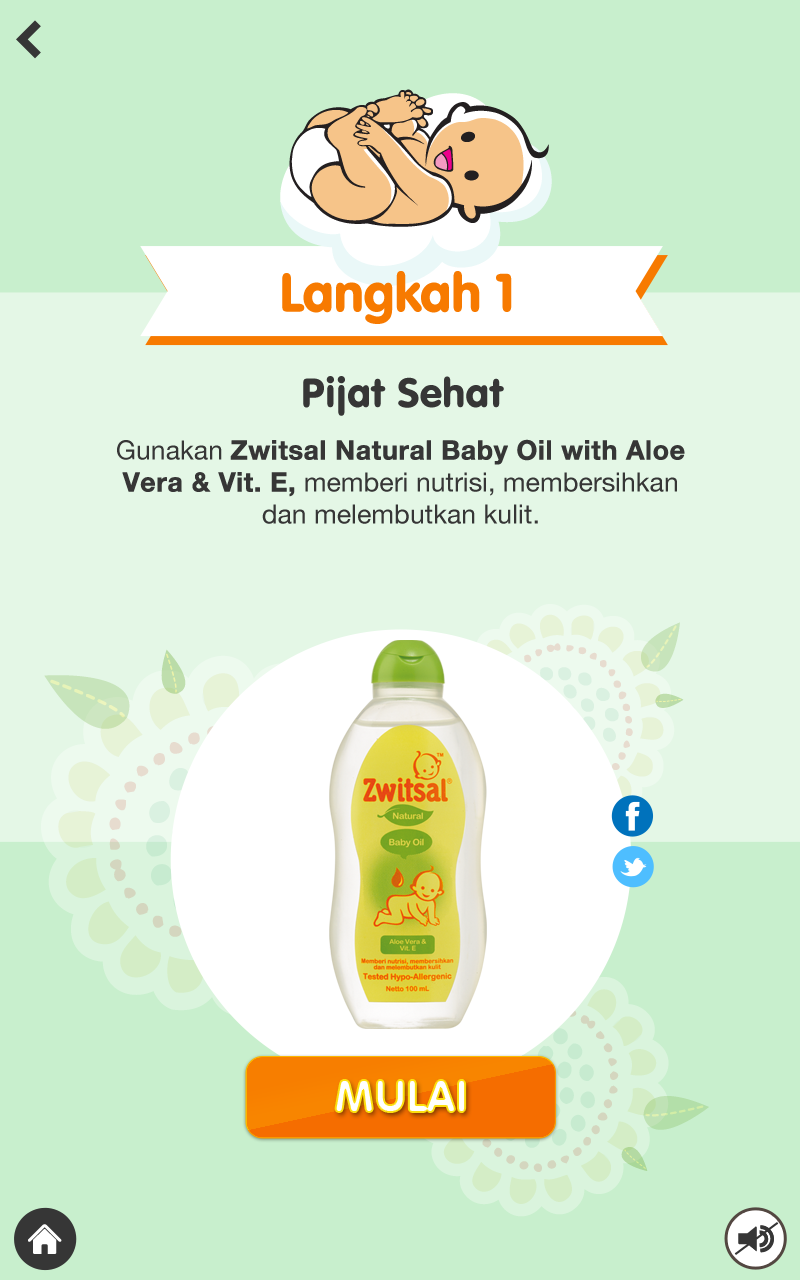 Langkah 1
Pijat Sehat
Gunakan Zwitsal Natural Baby Oil with Aloe
Vera & Vit. E, memberi nutrisi, membersihkan
dan melembutkan kulit.
Zwitsal®
Natural
Baby Oil
Aloe Vera &
Vit. E
Memberi nutrisi, membersihkan
dan melembutkan kulit
Tested Hypo-Allergenic
Netto 100 mL
MULAI